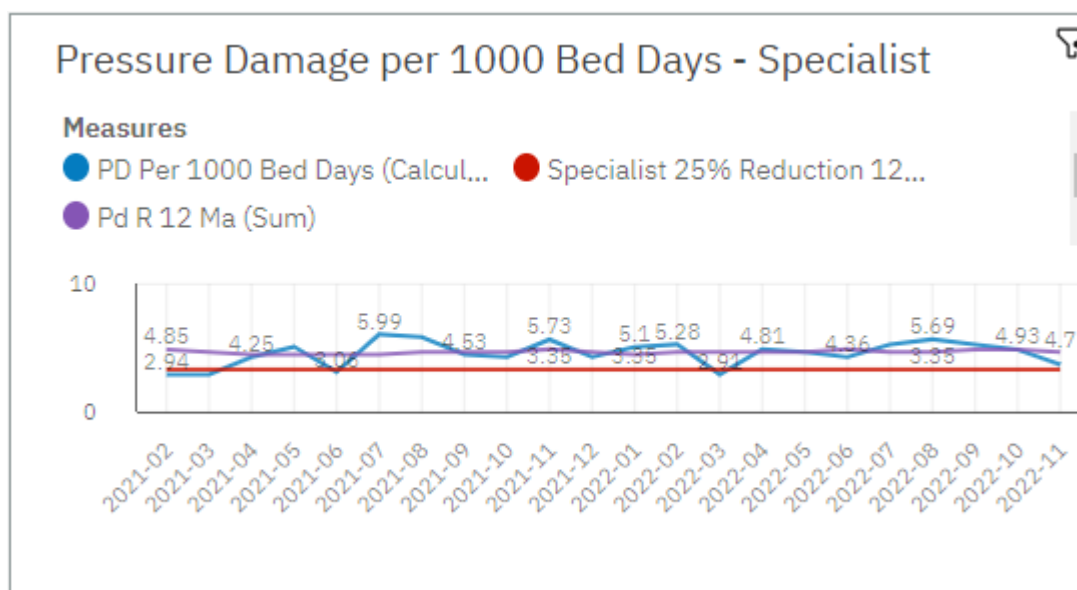 Pressure Damage per 1000 Bed Days - Specialist
Measures
PD Per 1000 Bed Days (Calcul... Specialist 25% Reduction 12...
Pd R 12 Ma (Sum)
10
5.99 5.73 5.1 5.28 5.69
4.85 4.25 4.53 4.81 4.36 4.93 4.7
2.94 3.06 3.35 3.35 2.91 3.35
0
2021-02 2021-03 2021-04 2021-05 2021-06 2021-07 2021-08 2021-09 2021-10 2021-11 2021-12 2022-01 2022-02 2022-03 2022-04 2022-05 2022-06 2022-07 2022-08 2022-09 2022-10 2022-11